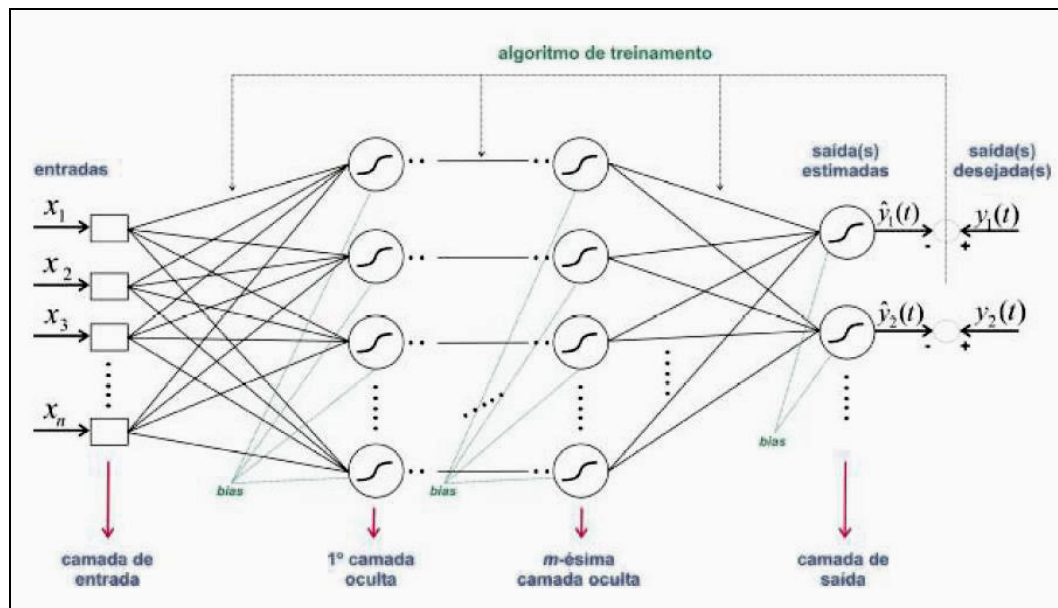 algoritmo de treinamento
entradas
saída(s)
estimadas
saída(s)
desejada(s)
x₁
ŷ₁(t)
y₁(t)
- +
x₂
x₃
ŷ₂(t)
y₂(t)
- +
xₙ
bias
bias
bias
camada de
entrada
1º camada
oculta
m-ésima
camada oculta
camada de
saída